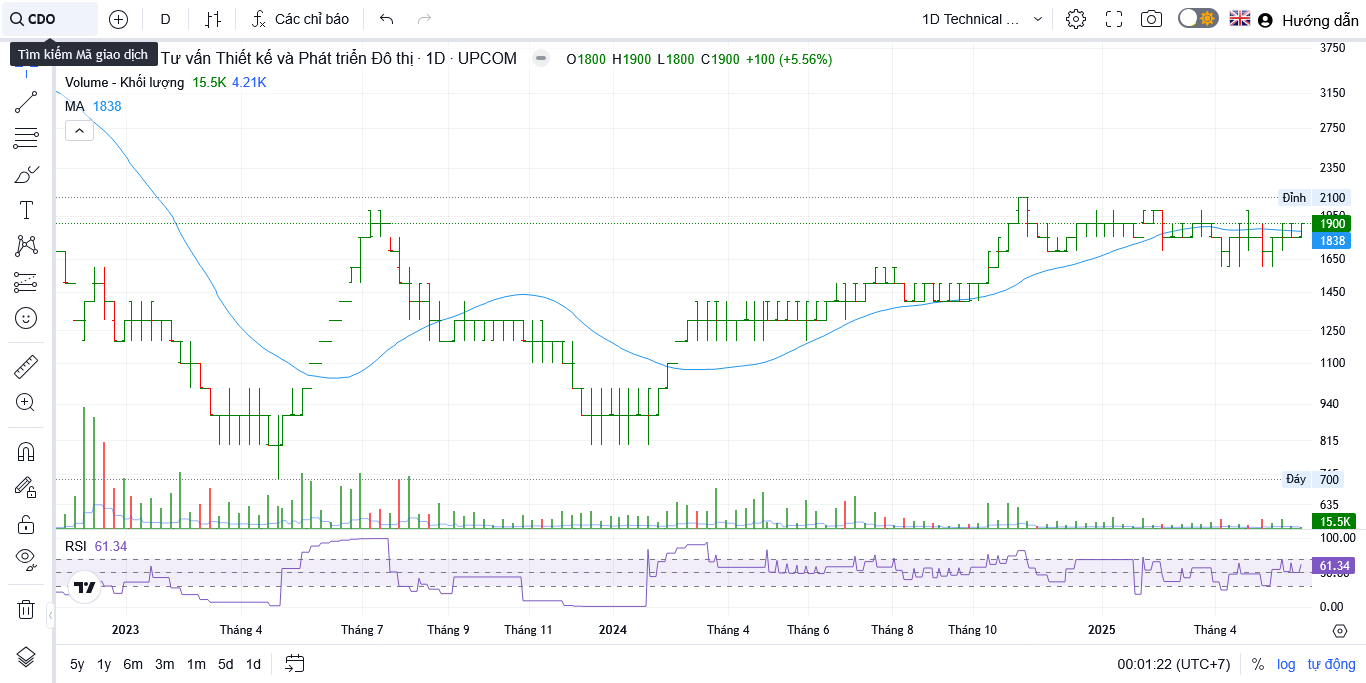 CDO
D
Các chỉ báo
1D Technical ...
Hướng dẫn
Tìm kiếm Mã giao dịch
Tư vấn Thiết kế và Phát triển Đô thị · 1D · UPCOM
O1800 H1900 L1800 C1900 +100 (+5.56%)
Volume - Khối lượng 15.5K 4.21K
MA 1838
3750
3150
2750
2350
Đỉnh 2100
1900
1838
1650
1450
1250
1100
940
815
Đáy 700
635
15.5K
RSI 61.34
100.00
61.34
0.00
2023
Tháng 4
Tháng 7
Tháng 9
Tháng 11
2024
Tháng 4
Tháng 6
Tháng 8
Tháng 10
2025
Tháng 4
5y 1y 6m 3m 1m 5d 1d
00:01:22 (UTC+7)
% log tự động